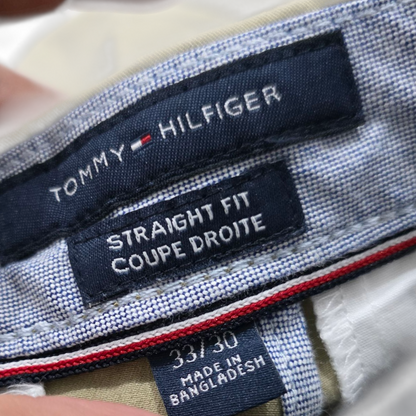 TOMMY HILFIGER
STRAIGHT FIT
COUPE DROITE
33/30
MADE IN
BANGLADESH